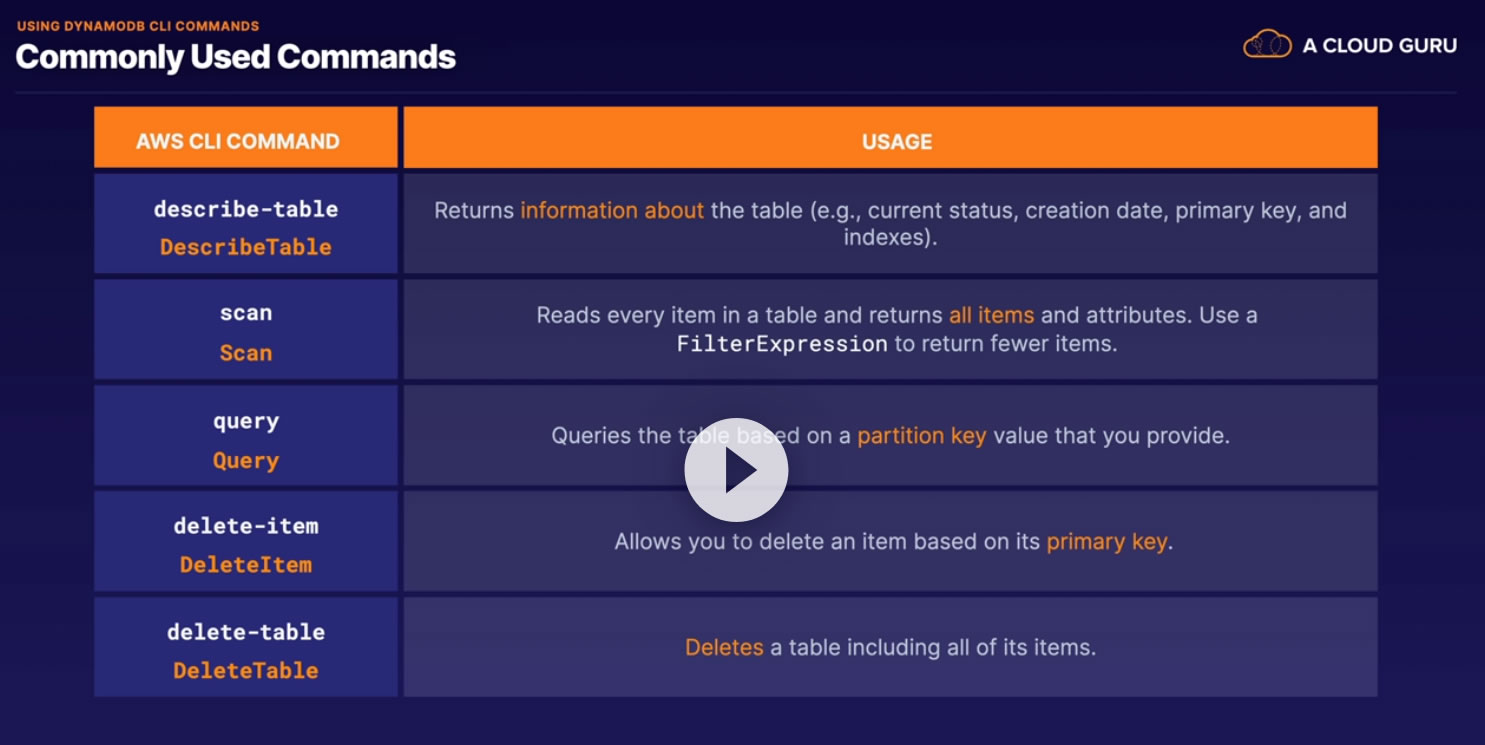 USING DYNAMODB CLI COMMANDS
Commonly Used Commands
A CLOUD GURU
AWS CLI COMMAND
USAGE
describe-table
DescribeTable
Returns information about the table (e.g., current status, creation date, primary key, and
indexes).
scan
Scan
Reads every item in a table and returns all items and attributes. Use a
FilterExpression to return fewer items.
query
Query
Queries the table based on a partition key value that you provide.
delete-item
DeleteItem
Allows you to delete an item based on its primary key.
delete-table
DeleteTable
Deletes a table including all of its items.